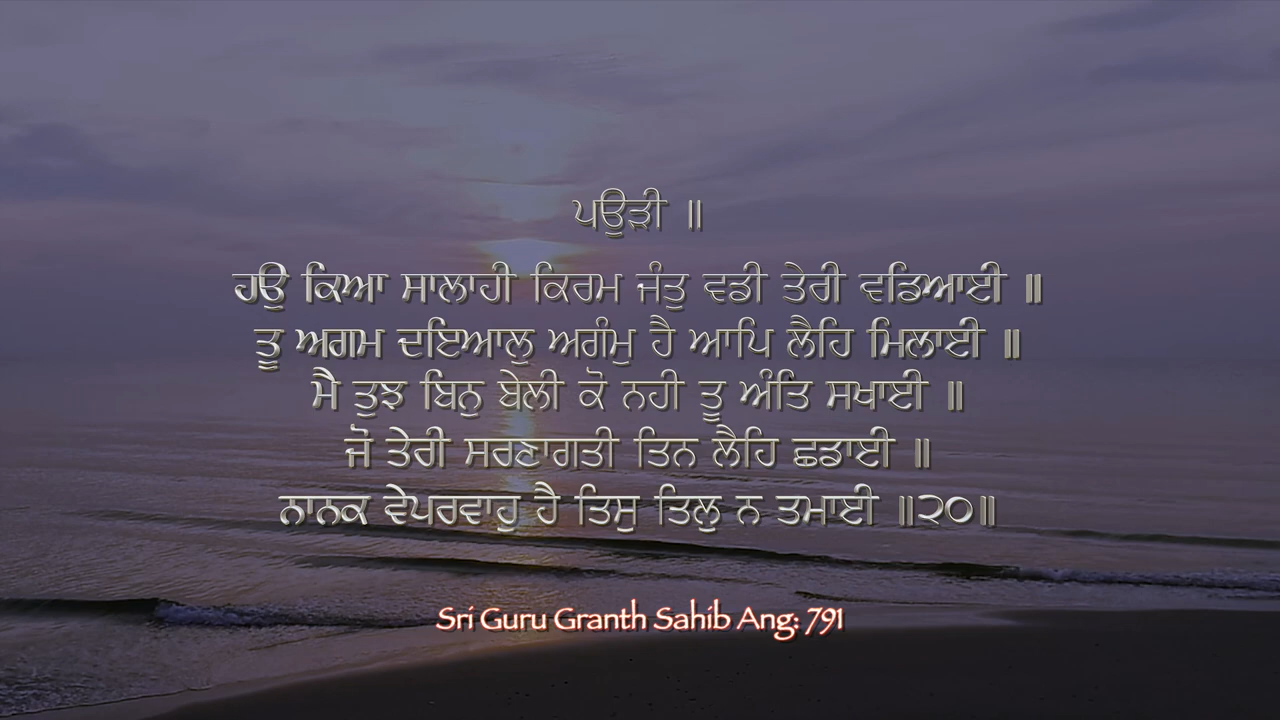 ਪਉੜੀ ॥
ਹਉ ਕਿਆ ਸਾਲਾਹੀ ਕਿਰਮ ਜੰਤੁ ਵਡੀ ਤੇਰੀ ਵਡਿਆਈ ॥
ਤੂ ਅਗਮ ਦਇਆਲੁ ਅਗੰਮੁ ਹੈ ਆਪਿ ਲੈਹਿ ਮਿਲਾਈ ॥
ਮੈ ਤੁਝ ਬਿਨੁ ਬੇਲੀ ਕੋ ਨਹੀ ਤੂ ਅੰਤਿ ਸਖਾਈ ॥
ਜੋ ਤੇਰੀ ਸਰਣਾਗਤੀ ਤਿਨ ਲੈਹਿ ਛਡਾਈ ॥
ਨਾਨਕ ਵੇਪਰਵਾਹੁ ਹੈ ਤਿਸੁ ਤਿਲੁ ਨ ਤਮਾਈ ॥੨੦॥
Sri Guru Granth Sahib Ang: 791